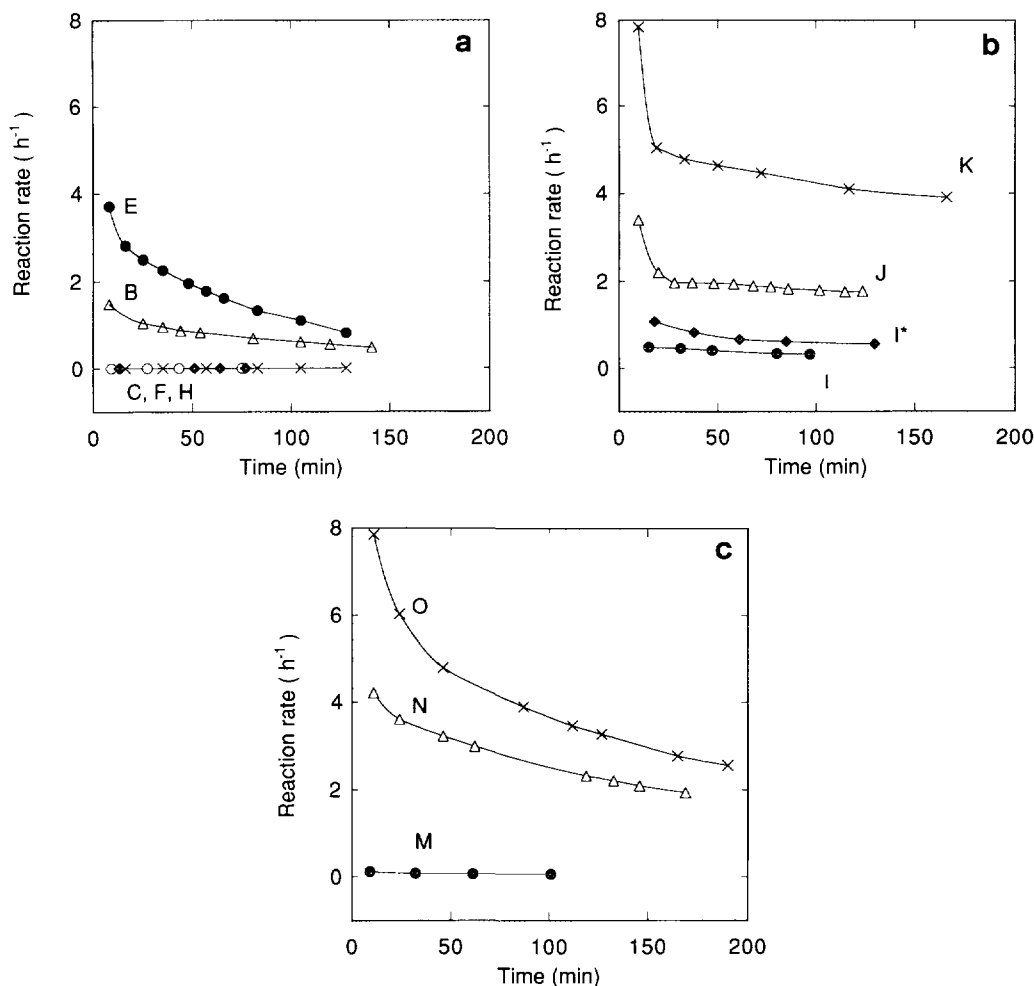 a
8
6
4
2
0
Reaction rate ( h⁻¹ )
E
B
C, F, H
0 50 100 150 200
Time (min)
b
8
6
4
2
0
Reaction rate ( h⁻¹ )
K
J
I*
I
0 50 100 150 200
Time (min)
c
8
6
4
2
0
Reaction rate ( h⁻¹ )
O
N
M
0 50 100 150 200
Time (min)